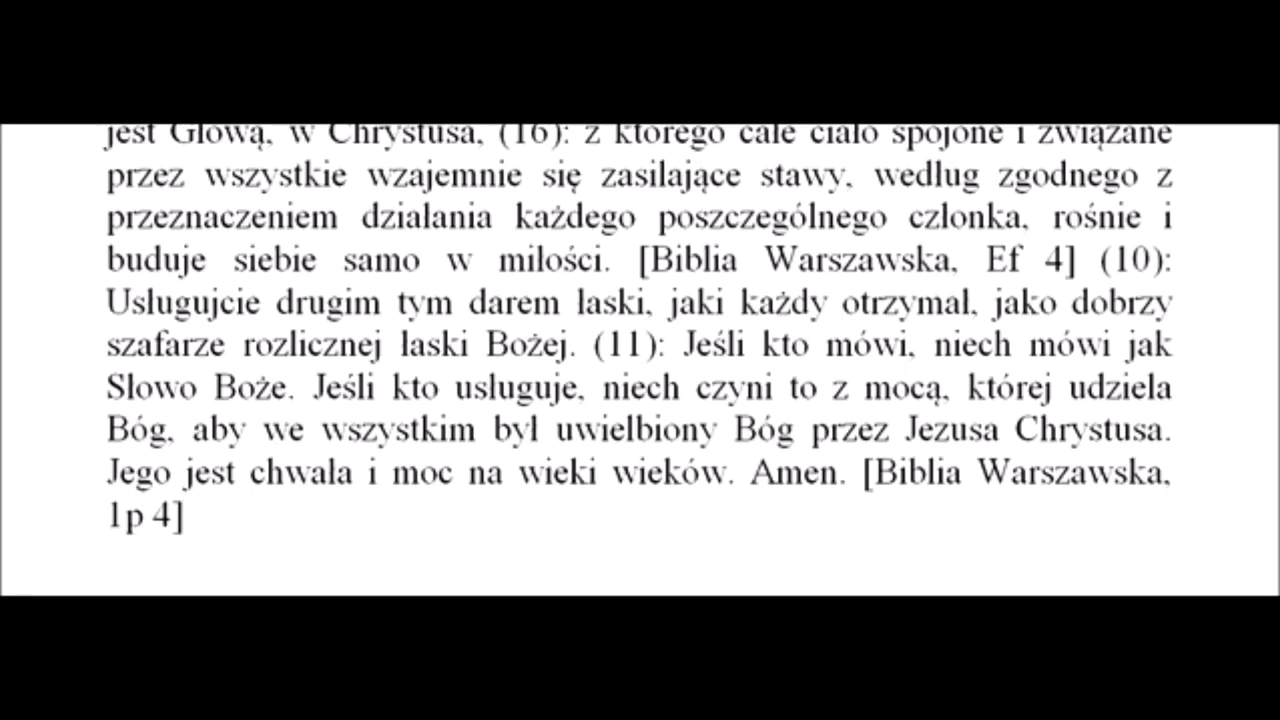 jest Głową, w Chrystusa, (16): z którego całe ciało spojone i związane
przez wszystkie wzajemnie się zasilające stawy, według zgodnego z
przeznaczeniem działania każdego poszczególnego członka, rośnie i
buduje siebie samo w miłości. [Biblia Warszawska, Ef 4] (10):
Usługujcie drugim tym darem łaski, jaki każdy otrzymał, jako dobrzy
szafarze rozlicznej łaski Bożej. (11): Jeśli kto mówi, niech mówi jak
Słowo Boże. Jeśli kto usługuje, niech czyni to z mocą, której udziela
Bóg, aby we wszystkim był uwielbiony Bóg przez Jezusa Chrystusa.
Jego jest chwała i moc na wieki wieków. Amen. [Biblia Warszawska,
1p 4]